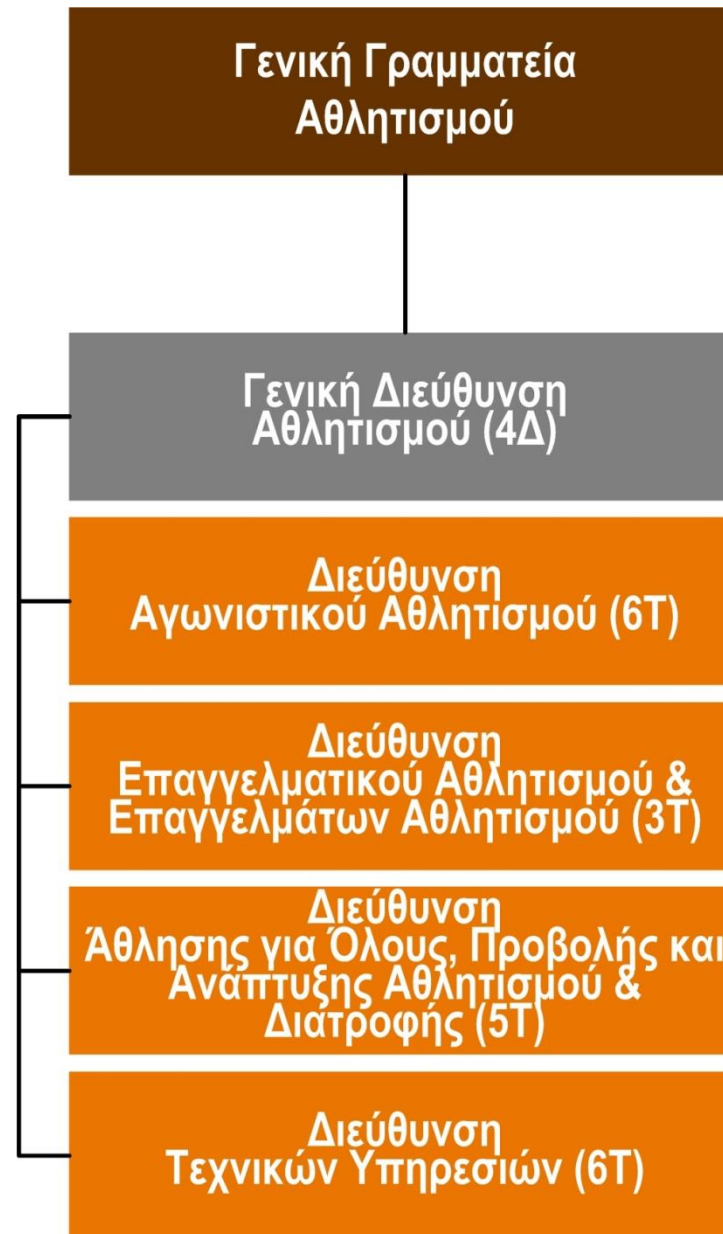 Γενική Γραμματεία
Αθλητισμού
Γενική Διεύθυνση
Αθλητισμού (4Δ)
Διεύθυνση
Αγωνιστικού Αθλητισμού (6Τ)
Διεύθυνση
Επαγγελματικού Αθλητισμού &
Επαγγελμάτων Αθλητισμού (3Τ)
Διεύθυνση
Άθλησης για Όλους, Προβολής και
Ανάπτυξης Αθλητισμού &
Διατροφής (5Τ)
Διεύθυνση
Τεχνικών Υπηρεσιών (6Τ)